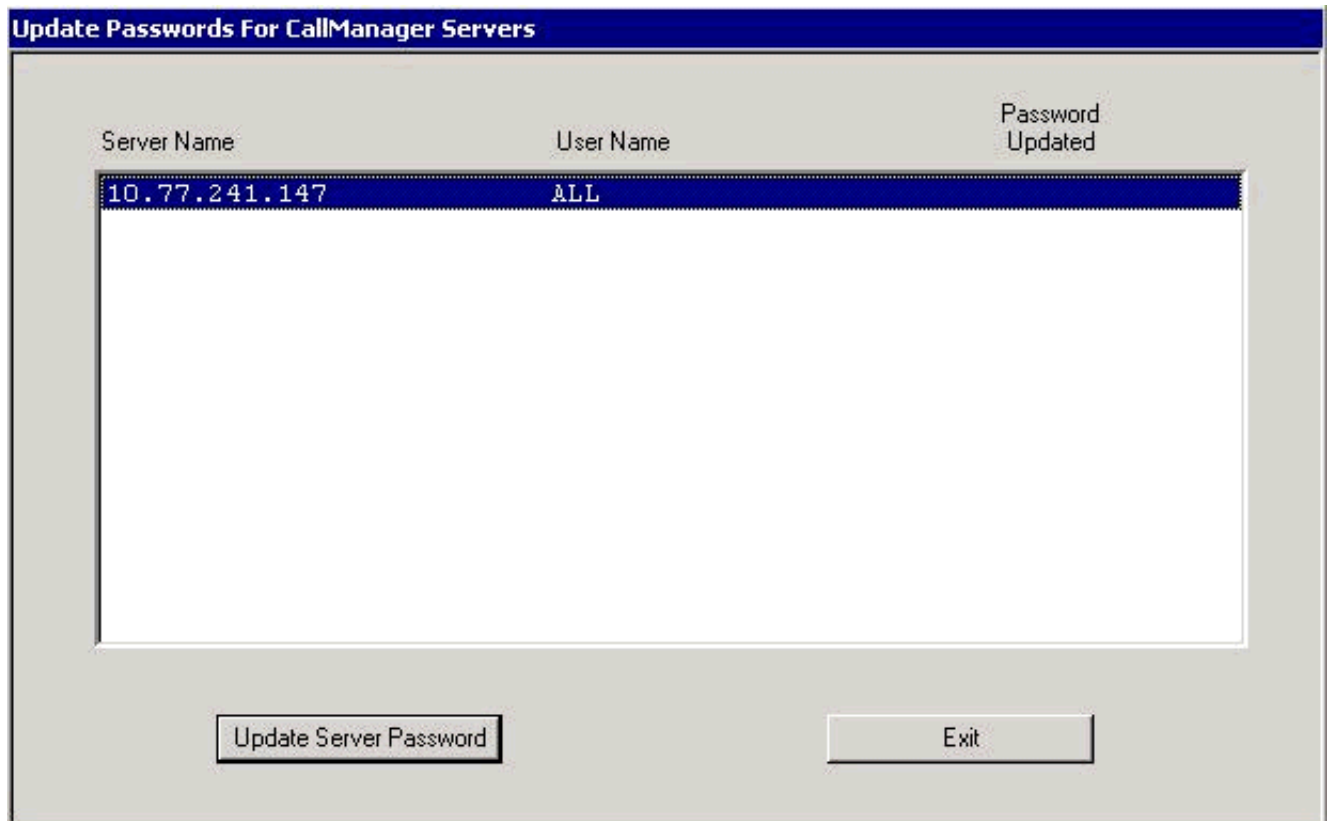 Update Passwords For CallManager Servers
Server Name User Name Password Updated
10.77.241.147 ALL
Update Server Password Exit